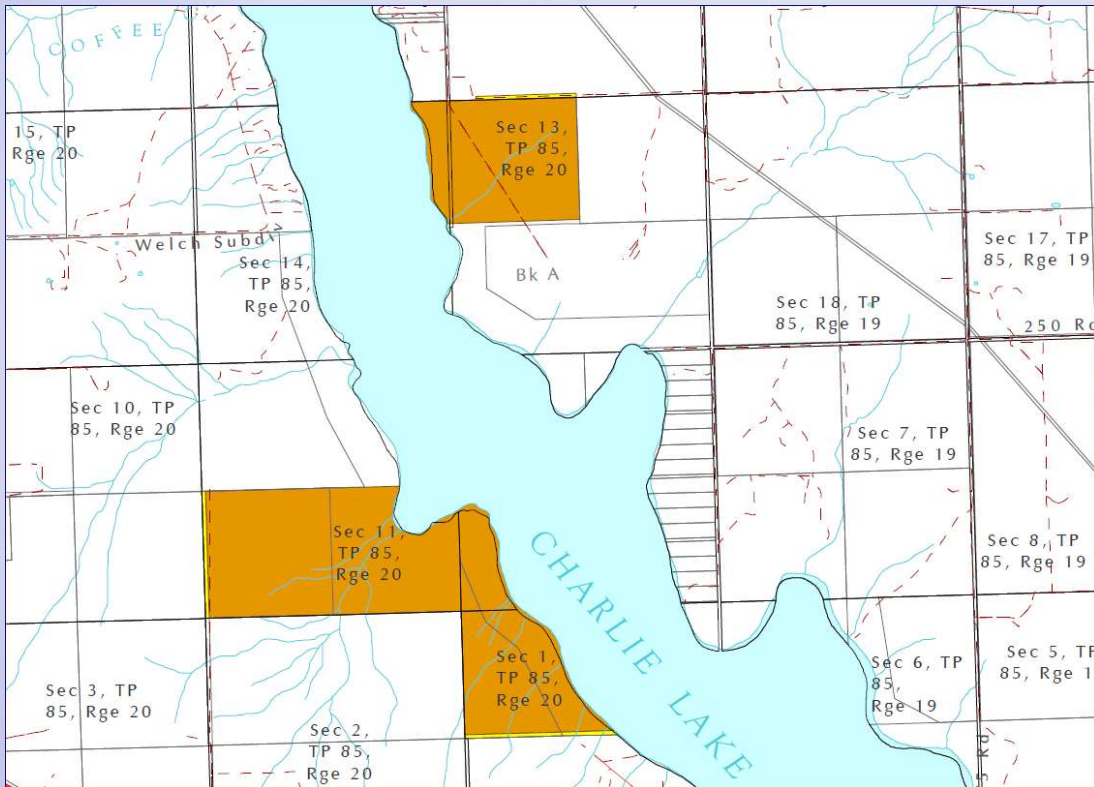 COFFEE
15, TP
Rge 20
Sec 13,
TP 85,
Rge 20
Welch Subdiv
Sec 14,
TP 85,
Rge 20
Bk A
Sec 17, TP
85, Rge 19
Sec 18, TP
85, Rge 19
250 Rd
Sec 10, TP
85, Rge 20
Sec 7, TP
85, Rge 19
Sec 11,
TP 85,
Rge 20
Sec 8, TP
85, Rge 19
CHARLIE LAKE
Sec 1,
TP 85,
Rge 20
Sec 6, TP
85,
Rge 19
Sec 5, TP
85, Rge 1
Sec 3, TP
85, Rge 20
Sec 2,
TP 85,
Rge 20
5 Rd